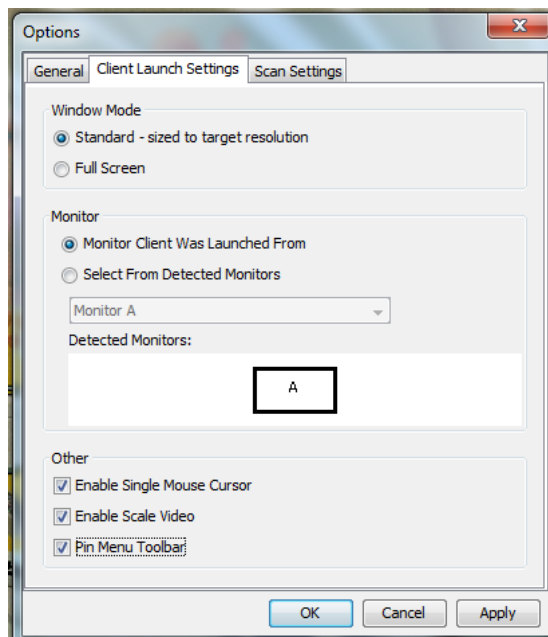 Options
General Client Launch Settings Scan Settings
Window Mode
Standard - sized to target resolution
Full Screen
Monitor
Monitor Client Was Launched From
Select From Detected Monitors
Monitor A
Detected Monitors:
A
Other
Enable Single Mouse Cursor
Enable Scale Video
Pin Menu Toolbar
OK Cancel Apply